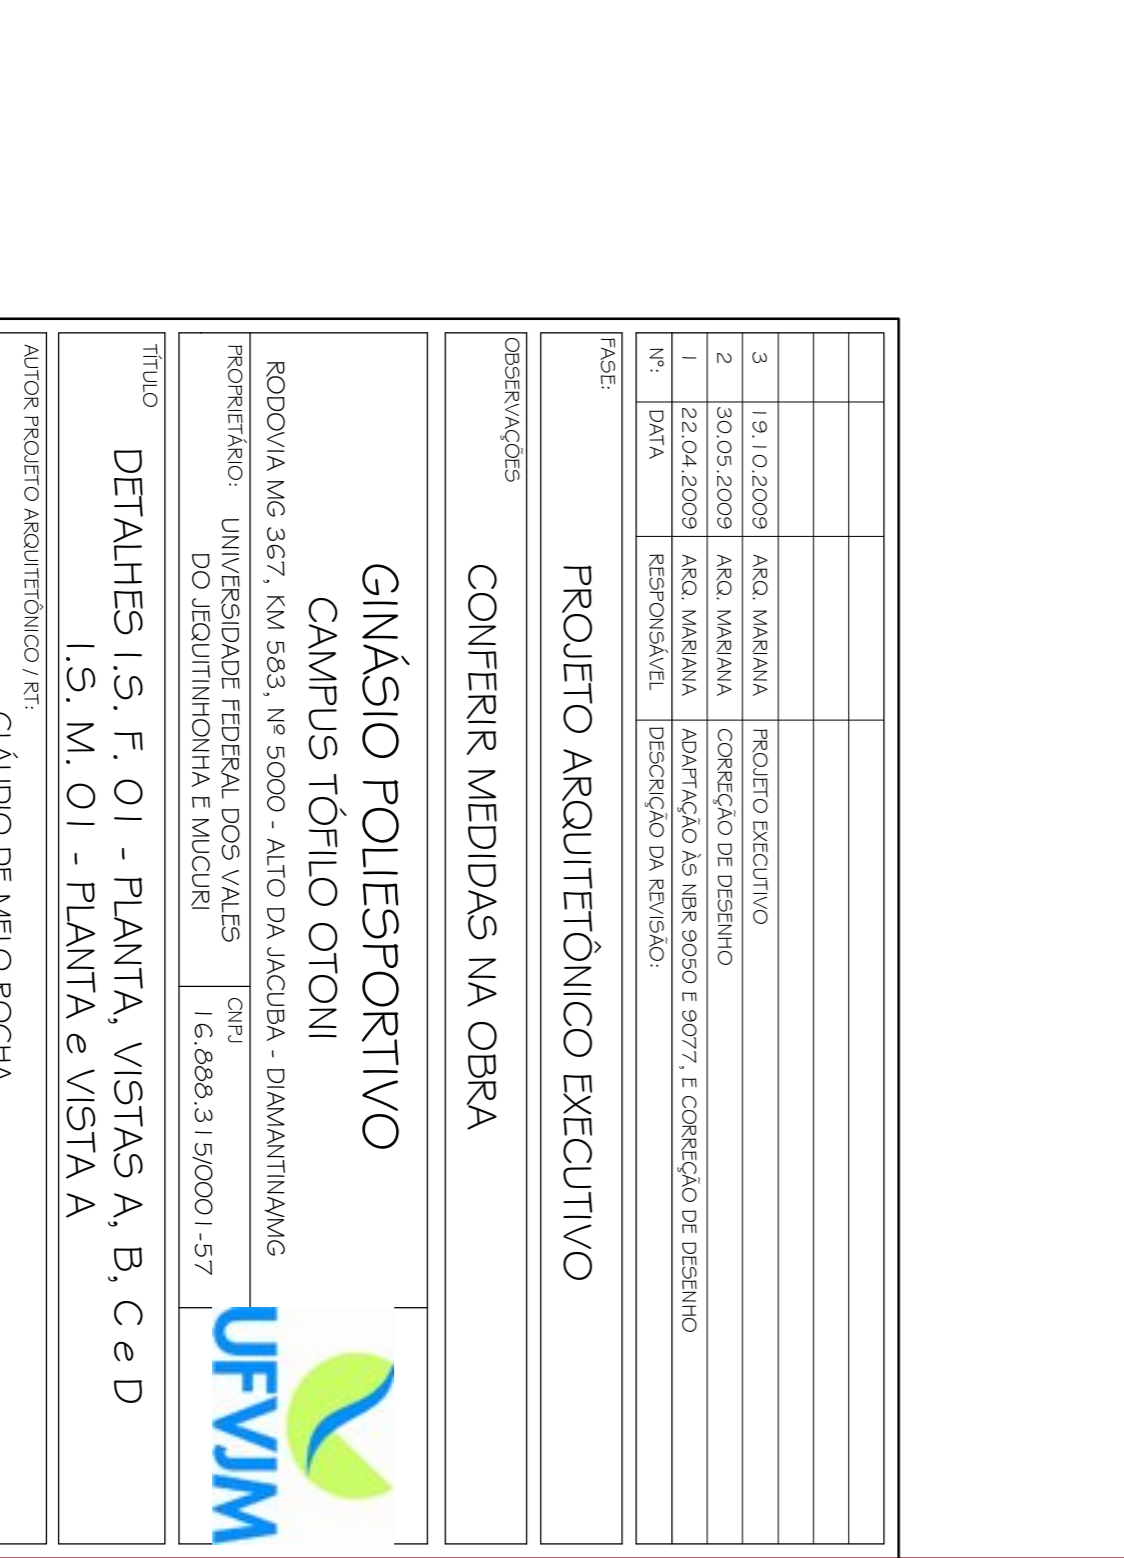 3 19.10.2009 ARQ. MARIANA PROJETO EXECUTIVO
2 30.05.2009 ARQ. MARIANA CORREÇÃO DE DESENHO
1 22.04.2009 ARQ. MARIANA ADAPTAÇÃO ÀS NBR 9050 E 9077, E CORREÇÃO DE DESENHO
Nº: DATA RESPONSÁVEL DESCRIÇÃO DA REVISÃO:
FASE:
PROJETO ARQUITETÔNICO EXECUTIVO
OBSERVAÇÕES
CONFERIR MEDIDAS NA OBRA
GINÁSIO POLIESPORTIVO
CAMPUS TÓFILO OTONI
RODOVIA MG 367, KM 583, Nº 5000 - ALTO DA JACUBA - DIAMANTINA/MG
UFVJM
PROPRIETÁRIO: UNIVERSIDADE FEDERAL DOS VALES
DO JEQUITINHONHA E MUCURI
CNPJ
16.888.315/0001-57
TÍTULO
DETALHES I.S. F. 01 - PLANTA, VISTAS A, B, C e D
I.S. M. 01 - PLANTA e VISTA A
AUTOR PROJETO ARQUITETÔNICO / RT:
CLÁUDIO DE MELO ROCHA